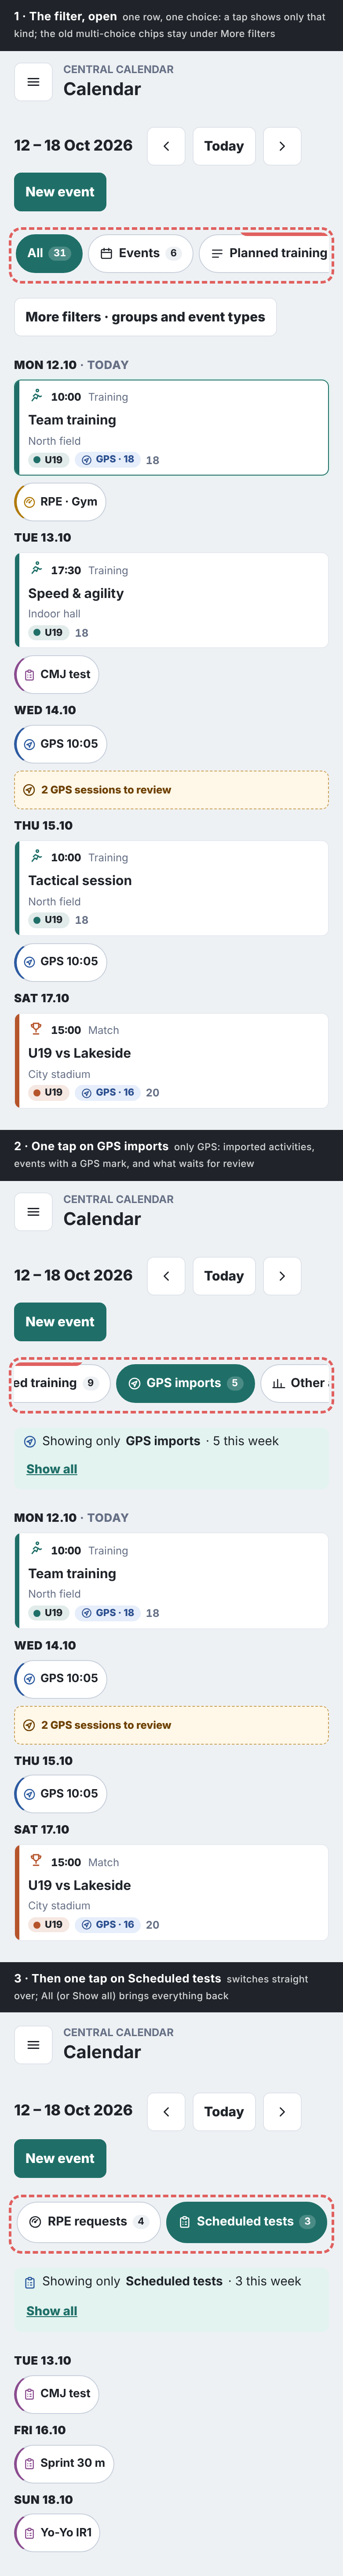 1 · The filter, open one row, one choice: a tap shows only that
kind; the old multi-choice chips stay under More filters
CENTRAL CALENDAR
Calendar
12 – 18 Oct 2026 Today
New event
All 31 Events 6 Planned training
More filters · groups and event types
MON 12.10 · TODAY
10:00 Training
Team training
North field
U19 GPS · 18 18
RPE · Gym
TUE 13.10
17:30 Training
Speed & agility
Indoor hall
U19 18
CMJ test
WED 14.10
GPS 10:05
2 GPS sessions to review
THU 15.10
10:00 Training
Tactical session
North field
U19 18
GPS 10:05
SAT 17.10
15:00 Match
U19 vs Lakeside
City stadium
U19 GPS · 16 20
2 · One tap on GPS imports only GPS: imported activities,
events with a GPS mark, and what waits for review
CENTRAL CALENDAR
Calendar
12 – 18 Oct 2026 Today
New event
ed training 9 GPS imports 5 Other
Showing only GPS imports · 5 this week
Show all
MON 12.10 · TODAY
10:00 Training
Team training
North field
U19 GPS · 18 18
WED 14.10
GPS 10:05
2 GPS sessions to review
THU 15.10
GPS 10:05
SAT 17.10
15:00 Match
U19 vs Lakeside
City stadium
U19 GPS · 16 20
3 · Then one tap on Scheduled tests switches straight
over; All (or Show all) brings everything back
CENTRAL CALENDAR
Calendar
12 – 18 Oct 2026 Today
New event
RPE requests 4 Scheduled tests 3
Showing only Scheduled tests · 3 this week
Show all
TUE 13.10
CMJ test
FRI 16.10
Sprint 30 m
SUN 18.10
Yo-Yo IR1